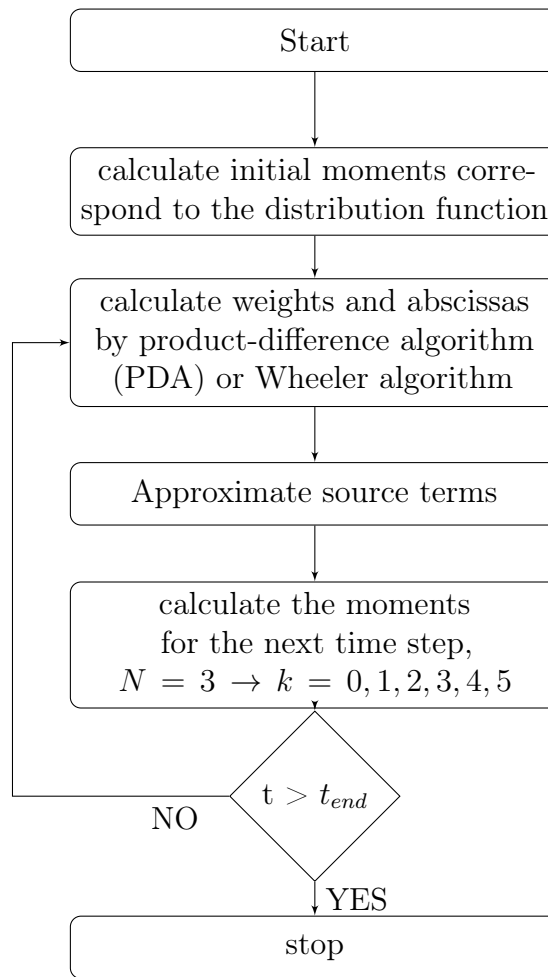 Start
calculate initial moments corre-
spond to the distribution function
calculate weights and abscissas
by product-difference algorithm
(PDA) or Wheeler algorithm
Approximate source terms
calculate the moments
for the next time step,
N = 3 → k = 0, 1, 2, 3, 4, 5
t > t_{end}
NO
YES
stop